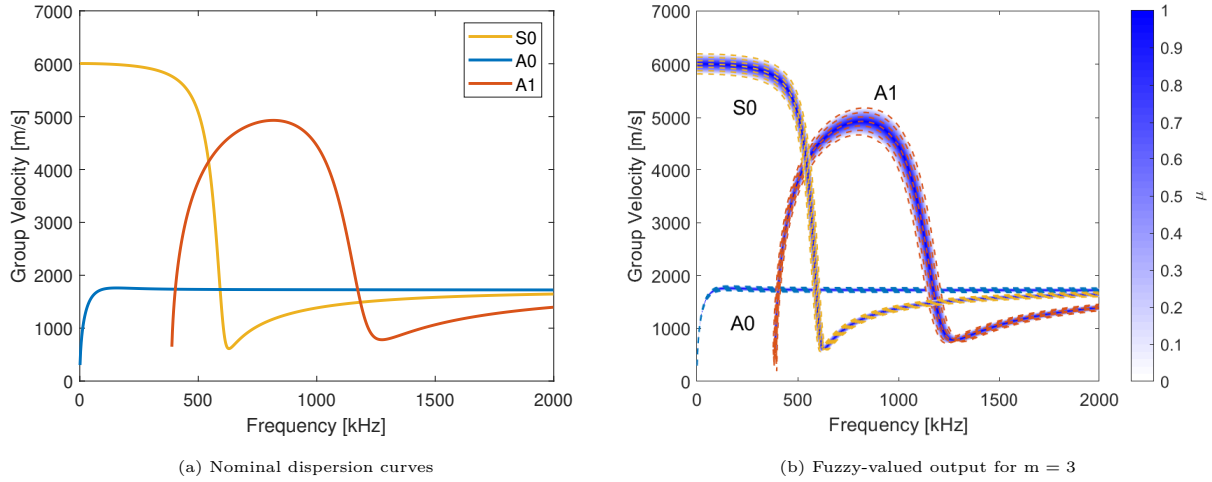 7000
6000
5000
4000
3000
2000
1000
0
Group Velocity [m/s]
0
500
1000
1500
2000
Frequency [kHz]
S0
A0
A1
(a) Nominal dispersion curves
7000
6000
5000
4000
3000
2000
1000
0
Group Velocity [m/s]
S0
A1
A0
0
500
1000
1500
2000
Frequency [kHz]
1
0.9
0.8
0.7
0.6
0.5
0.4
0.3
0.2
0.1
0
μ
(b) Fuzzy-valued output for m = 3